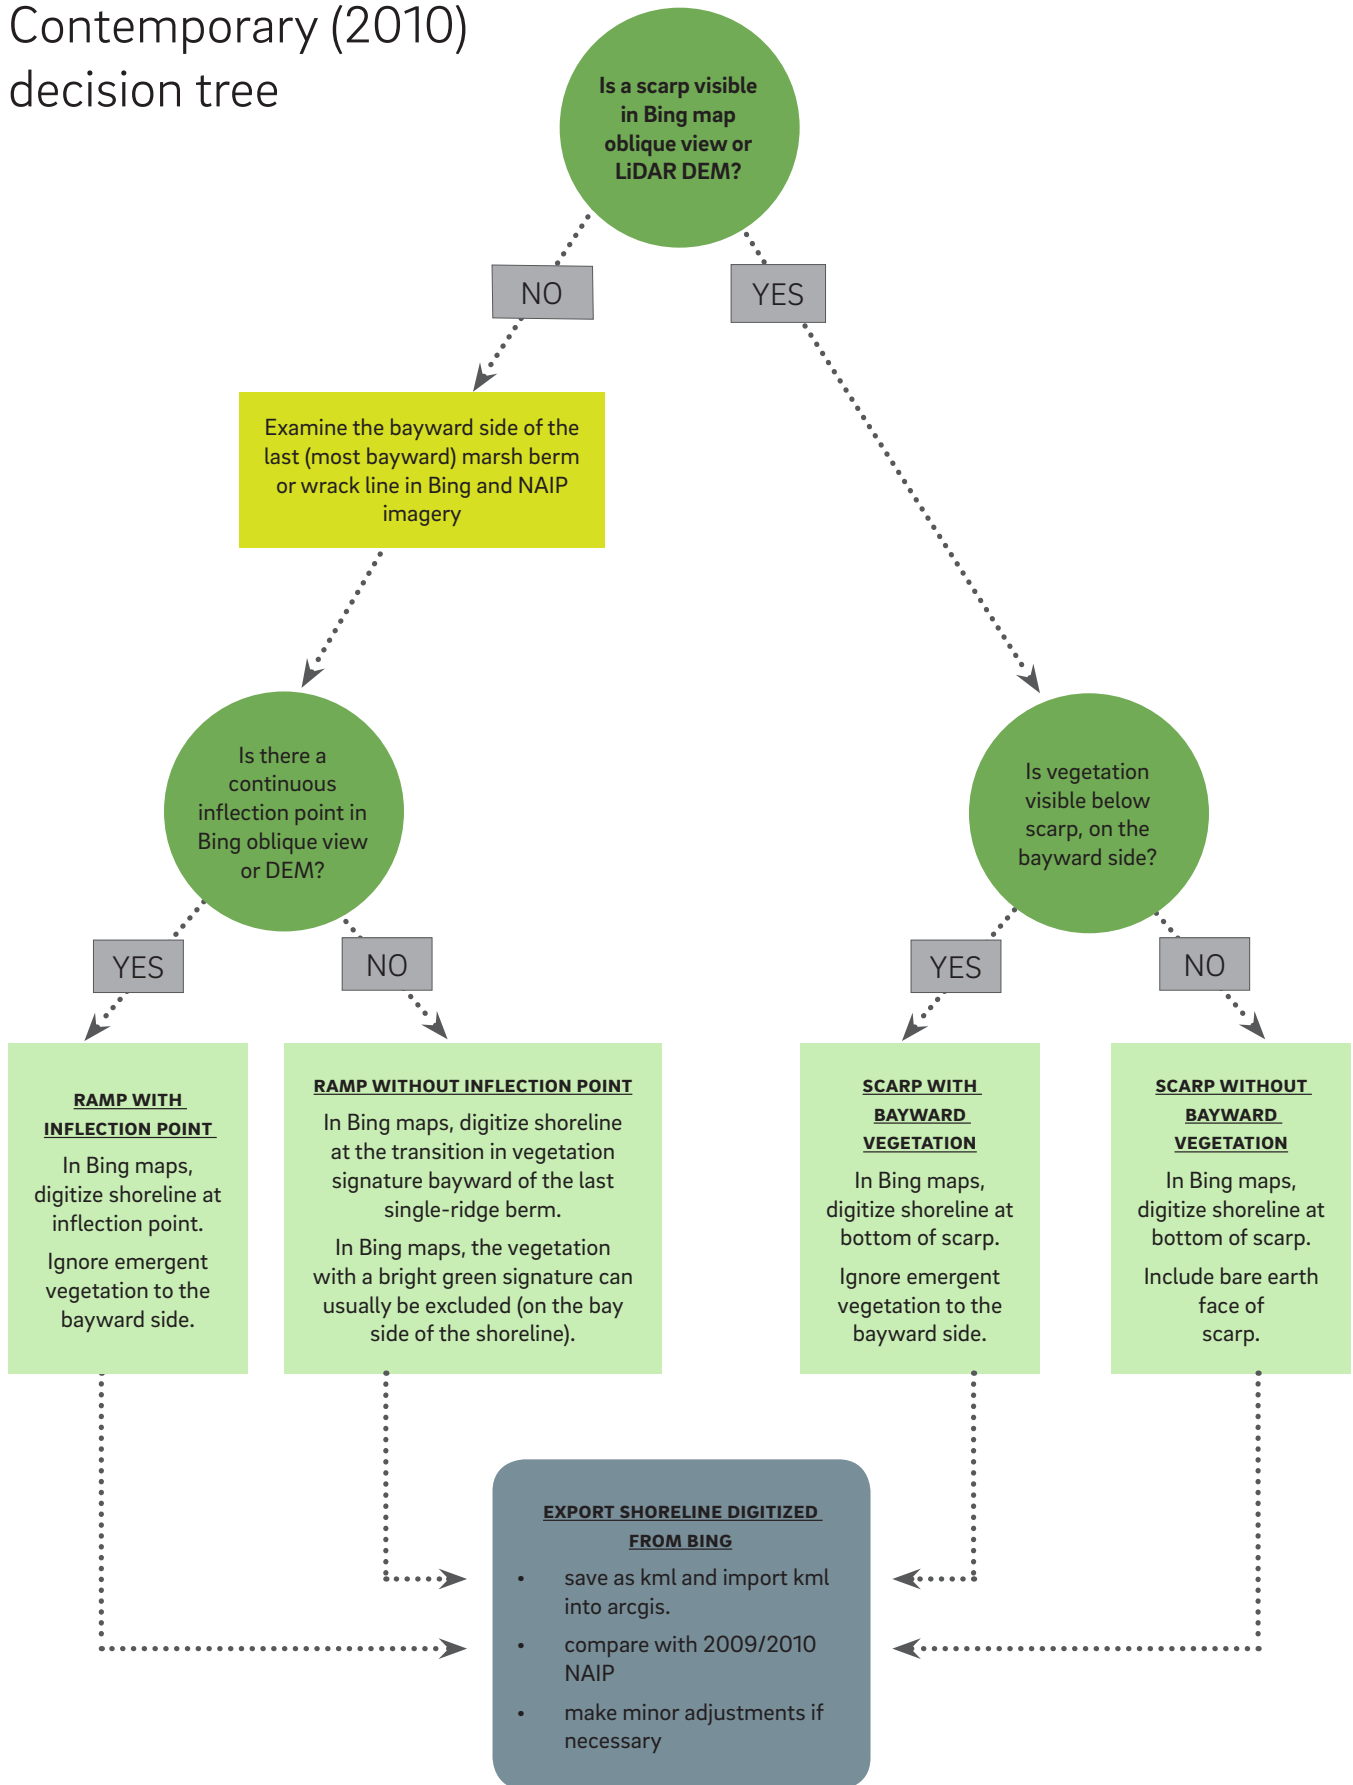 Contemporary (2010)
decision tree
Is a scarp visible
in Bing map
oblique view or
LiDAR DEM?
NO
YES
Examine the bayward side of the
last (most bayward) marsh berm
or wrack line in Bing and NAIP
imagery
Is there a
continuous
inflection point in
Bing oblique view
or DEM?
Is vegetation
visible below
scarp, on the
bayward side?
YES
NO
YES
NO
RAMP WITH
INFLECTION POINT
In Bing maps,
digitize shoreline at
inflection point.
Ignore emergent
vegetation to the
bayward side.
RAMP WITHOUT INFLECTION POINT
In Bing maps, digitize shoreline
at the transition in vegetation
signature bayward of the last
single-ridge berm.
In Bing maps, the vegetation
with a bright green signature can
usually be excluded (on the bay
side of the shoreline).
SCARP WITH
BAYWARD
VEGETATION
In Bing maps,
digitize shoreline at
bottom of scarp.
Ignore emergent
vegetation to the
bayward side.
SCARP WITHOUT
BAYWARD
VEGETATION
In Bing maps,
digitize shoreline at
bottom of scarp.
Include bare earth
face of
scarp.
EXPORT SHORELINE DIGITIZED
FROM BING
• save as kml and import kml
into arcgis.
• compare with 2009/2010
NAIP
• make minor adjustments if
necessary